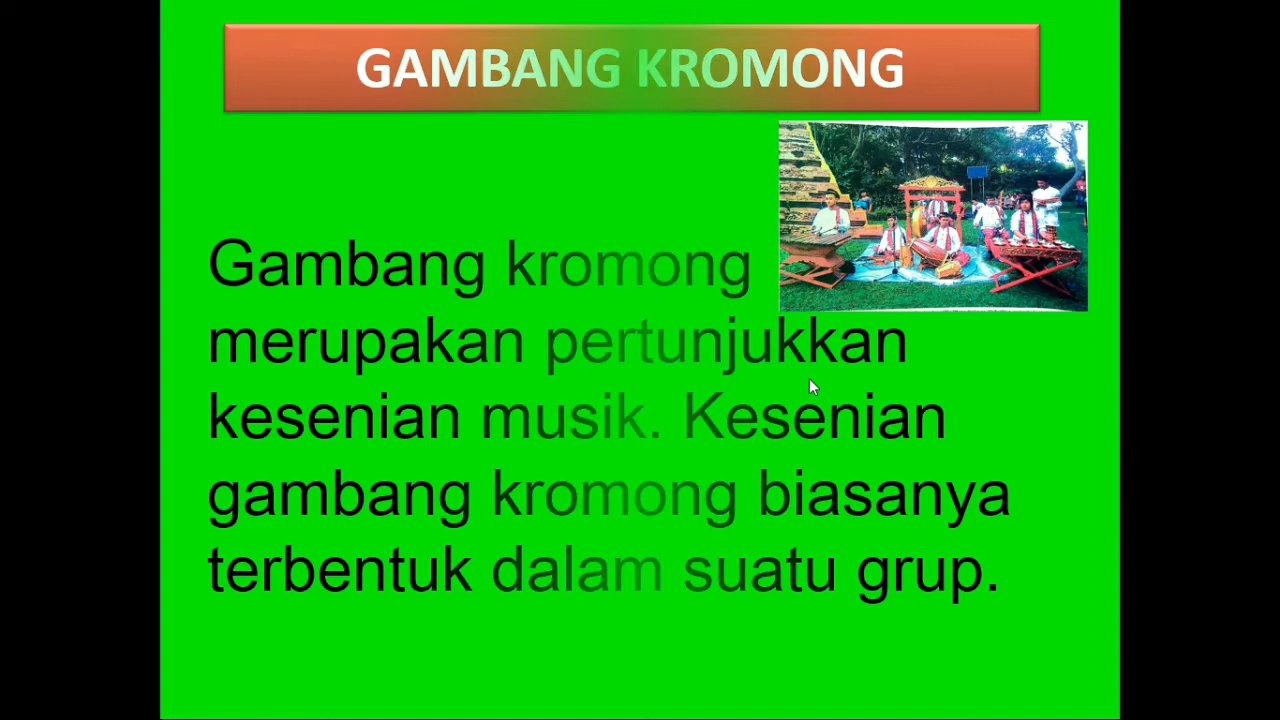 GAMBANG KROMONG
Gambang kromong
merupakan pertunjukkan
kesenian musik. Kesenian
gambang kromong biasanya
terbentuk dalam suatu grup.